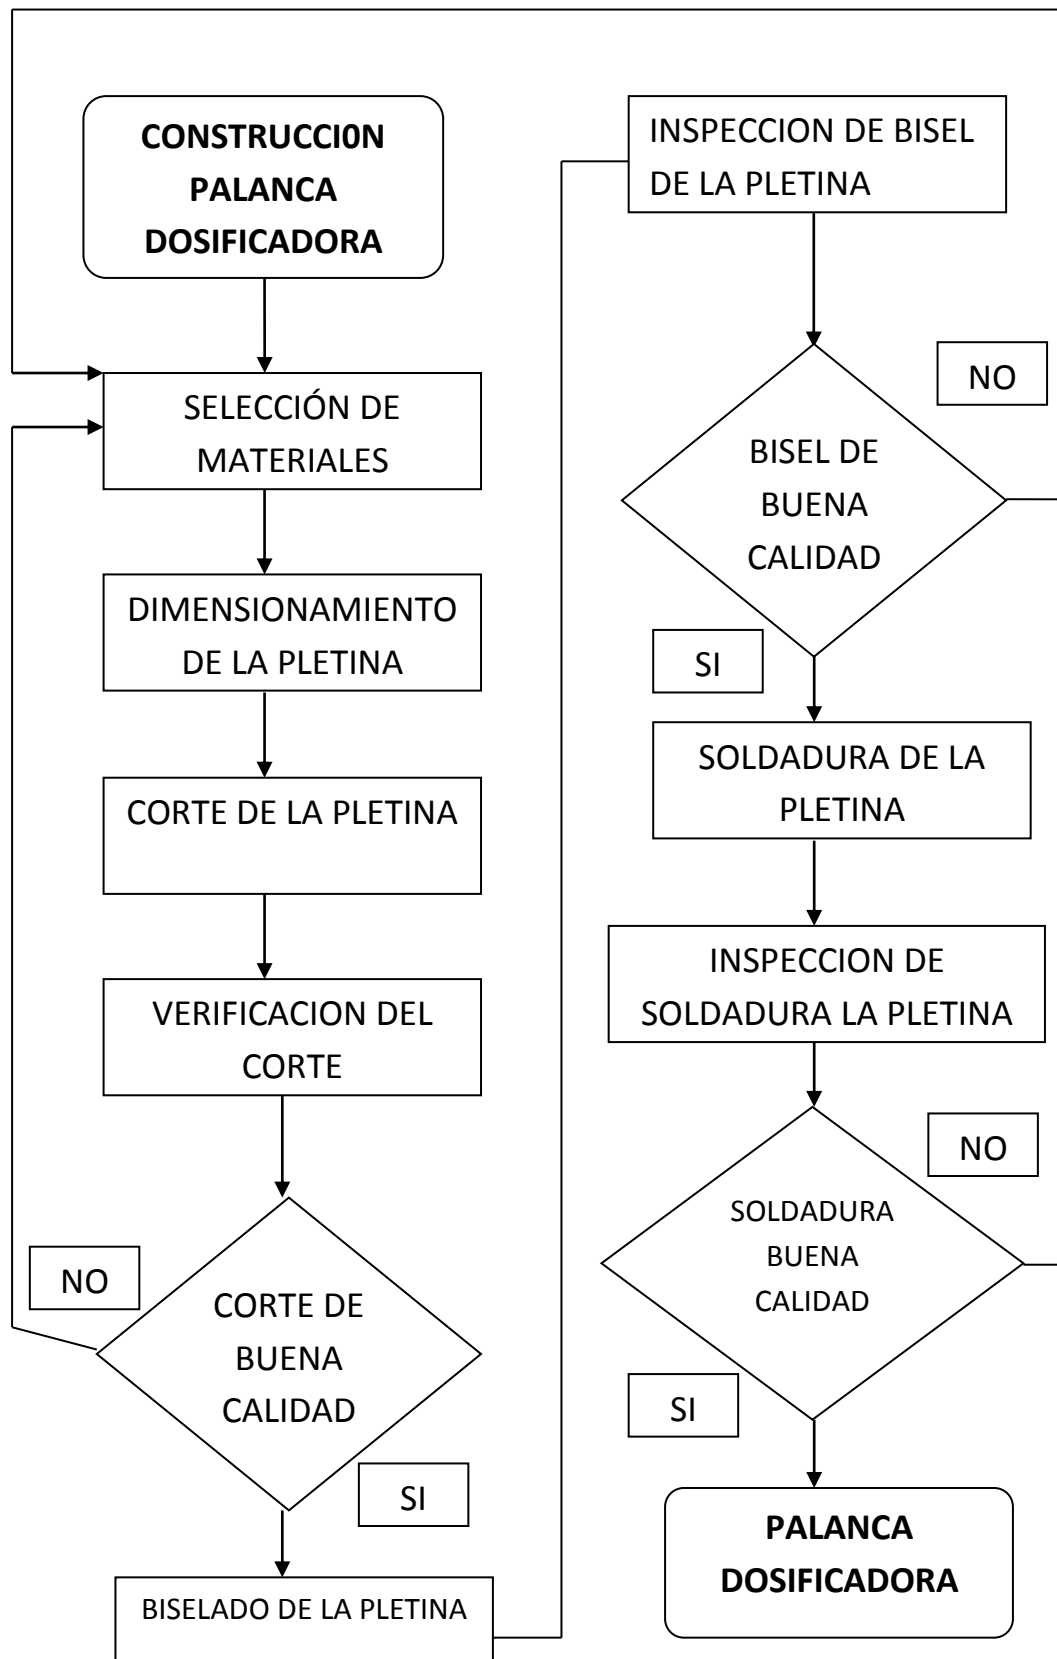 CONSTRUCCI0N
PALANCA
DOSIFICADORA
SELECCIÓN DE
MATERIALES
DIMENSIONAMIENTO
DE LA PLETINA
CORTE DE LA PLETINA
VERIFICACION DEL
CORTE
NO
CORTE DE
BUENA
CALIDAD
SI
BISELADO DE LA PLETINA
INSPECCION DE BISEL
DE LA PLETINA
NO
BISEL DE
BUENA
CALIDAD
SI
SOLDADURA DE LA
PLETINA
INSPECCION DE
SOLDADURA LA PLETINA
NO
SOLDADURA
BUENA
CALIDAD
SI
PALANCA
DOSIFICADORA